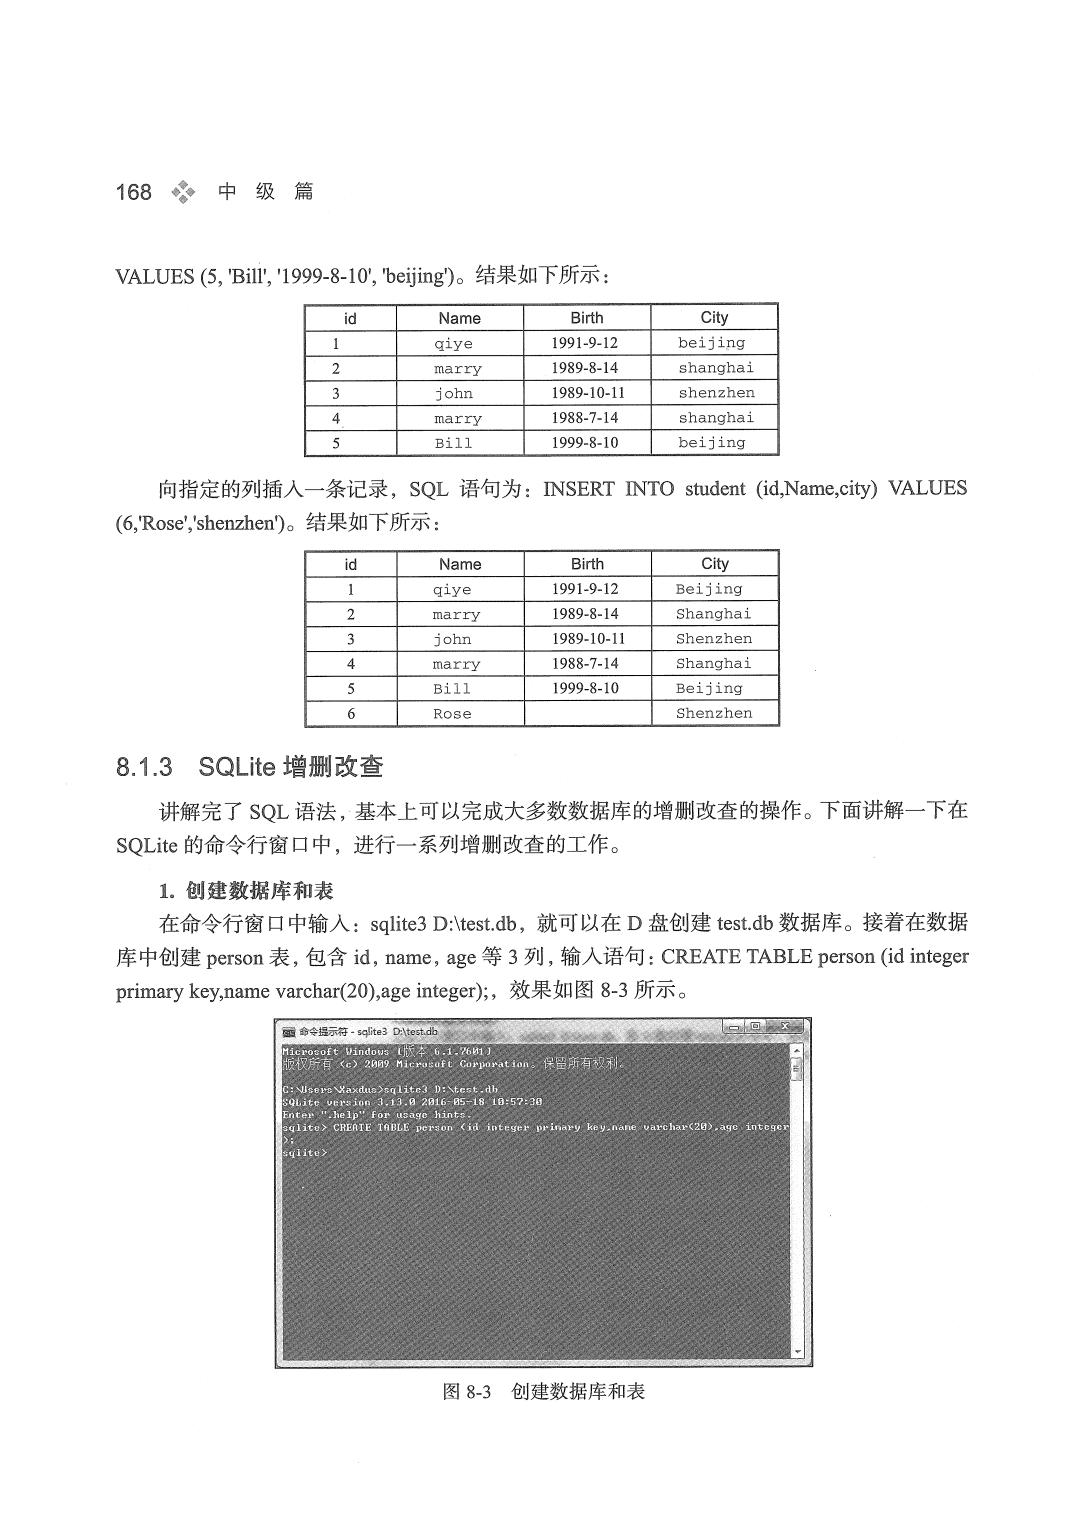 168 中 级 篇
VALUES (5, 'Bill', '1999-8-10', 'beijing')。结果如下所示：
id Name Birth City
1 qiye 1991-9-12 beijing
2 marry 1989-8-14 shanghai
3 john 1989-10-11 shenzhen
4 marry 1988-7-14 shanghai
5 Bill 1999-8-10 beijing
向指定的列插入一条记录，SQL 语句为：INSERT INTO student (id,Name,city) VALUES
(6,'Rose','shenzhen')。结果如下所示：
id Name Birth City
1 qiye 1991-9-12 Beijing
2 marry 1989-8-14 Shanghai
3 john 1989-10-11 Shenzhen
4 marry 1988-7-14 Shanghai
5 Bill 1999-8-10 Beijing
6 Rose Shenzhen
8.1.3 SQLite 增删改查
讲解完了 SQL 语法，基本上可以完成大多数数据库的增删改查的操作。下面讲解一下在
SQLite 的命令行窗口中，进行一系列增删改查的工作。
1. 创建数据库和表
在命令行窗口中输入：sqlite3 D:\test.db，就可以在 D 盘创建 test.db 数据库。接着在数据
库中创建 person 表，包含 id，name，age 等 3 列，输入语句：CREATE TABLE person (id integer
primary key,name varchar(20),age integer);，效果如图 8-3 所示。
命令提示符 - sqlite3 D:\test.db
Microsoft Windows [版本 6.1.7601]
版权所有 (c) 2009 Microsoft Corporation。保留所有权利。
C:\Users\Xaxdus>sqlite3 D:\test.db
SQLite version 3.13.0 2016-05-18 10:57:30
Enter ".help" for usage hints.
sqlite> CREATE TABLE person (id integer primary key,name varchar(20),age integer
);
sqlite>
图 8-3 创建数据库和表